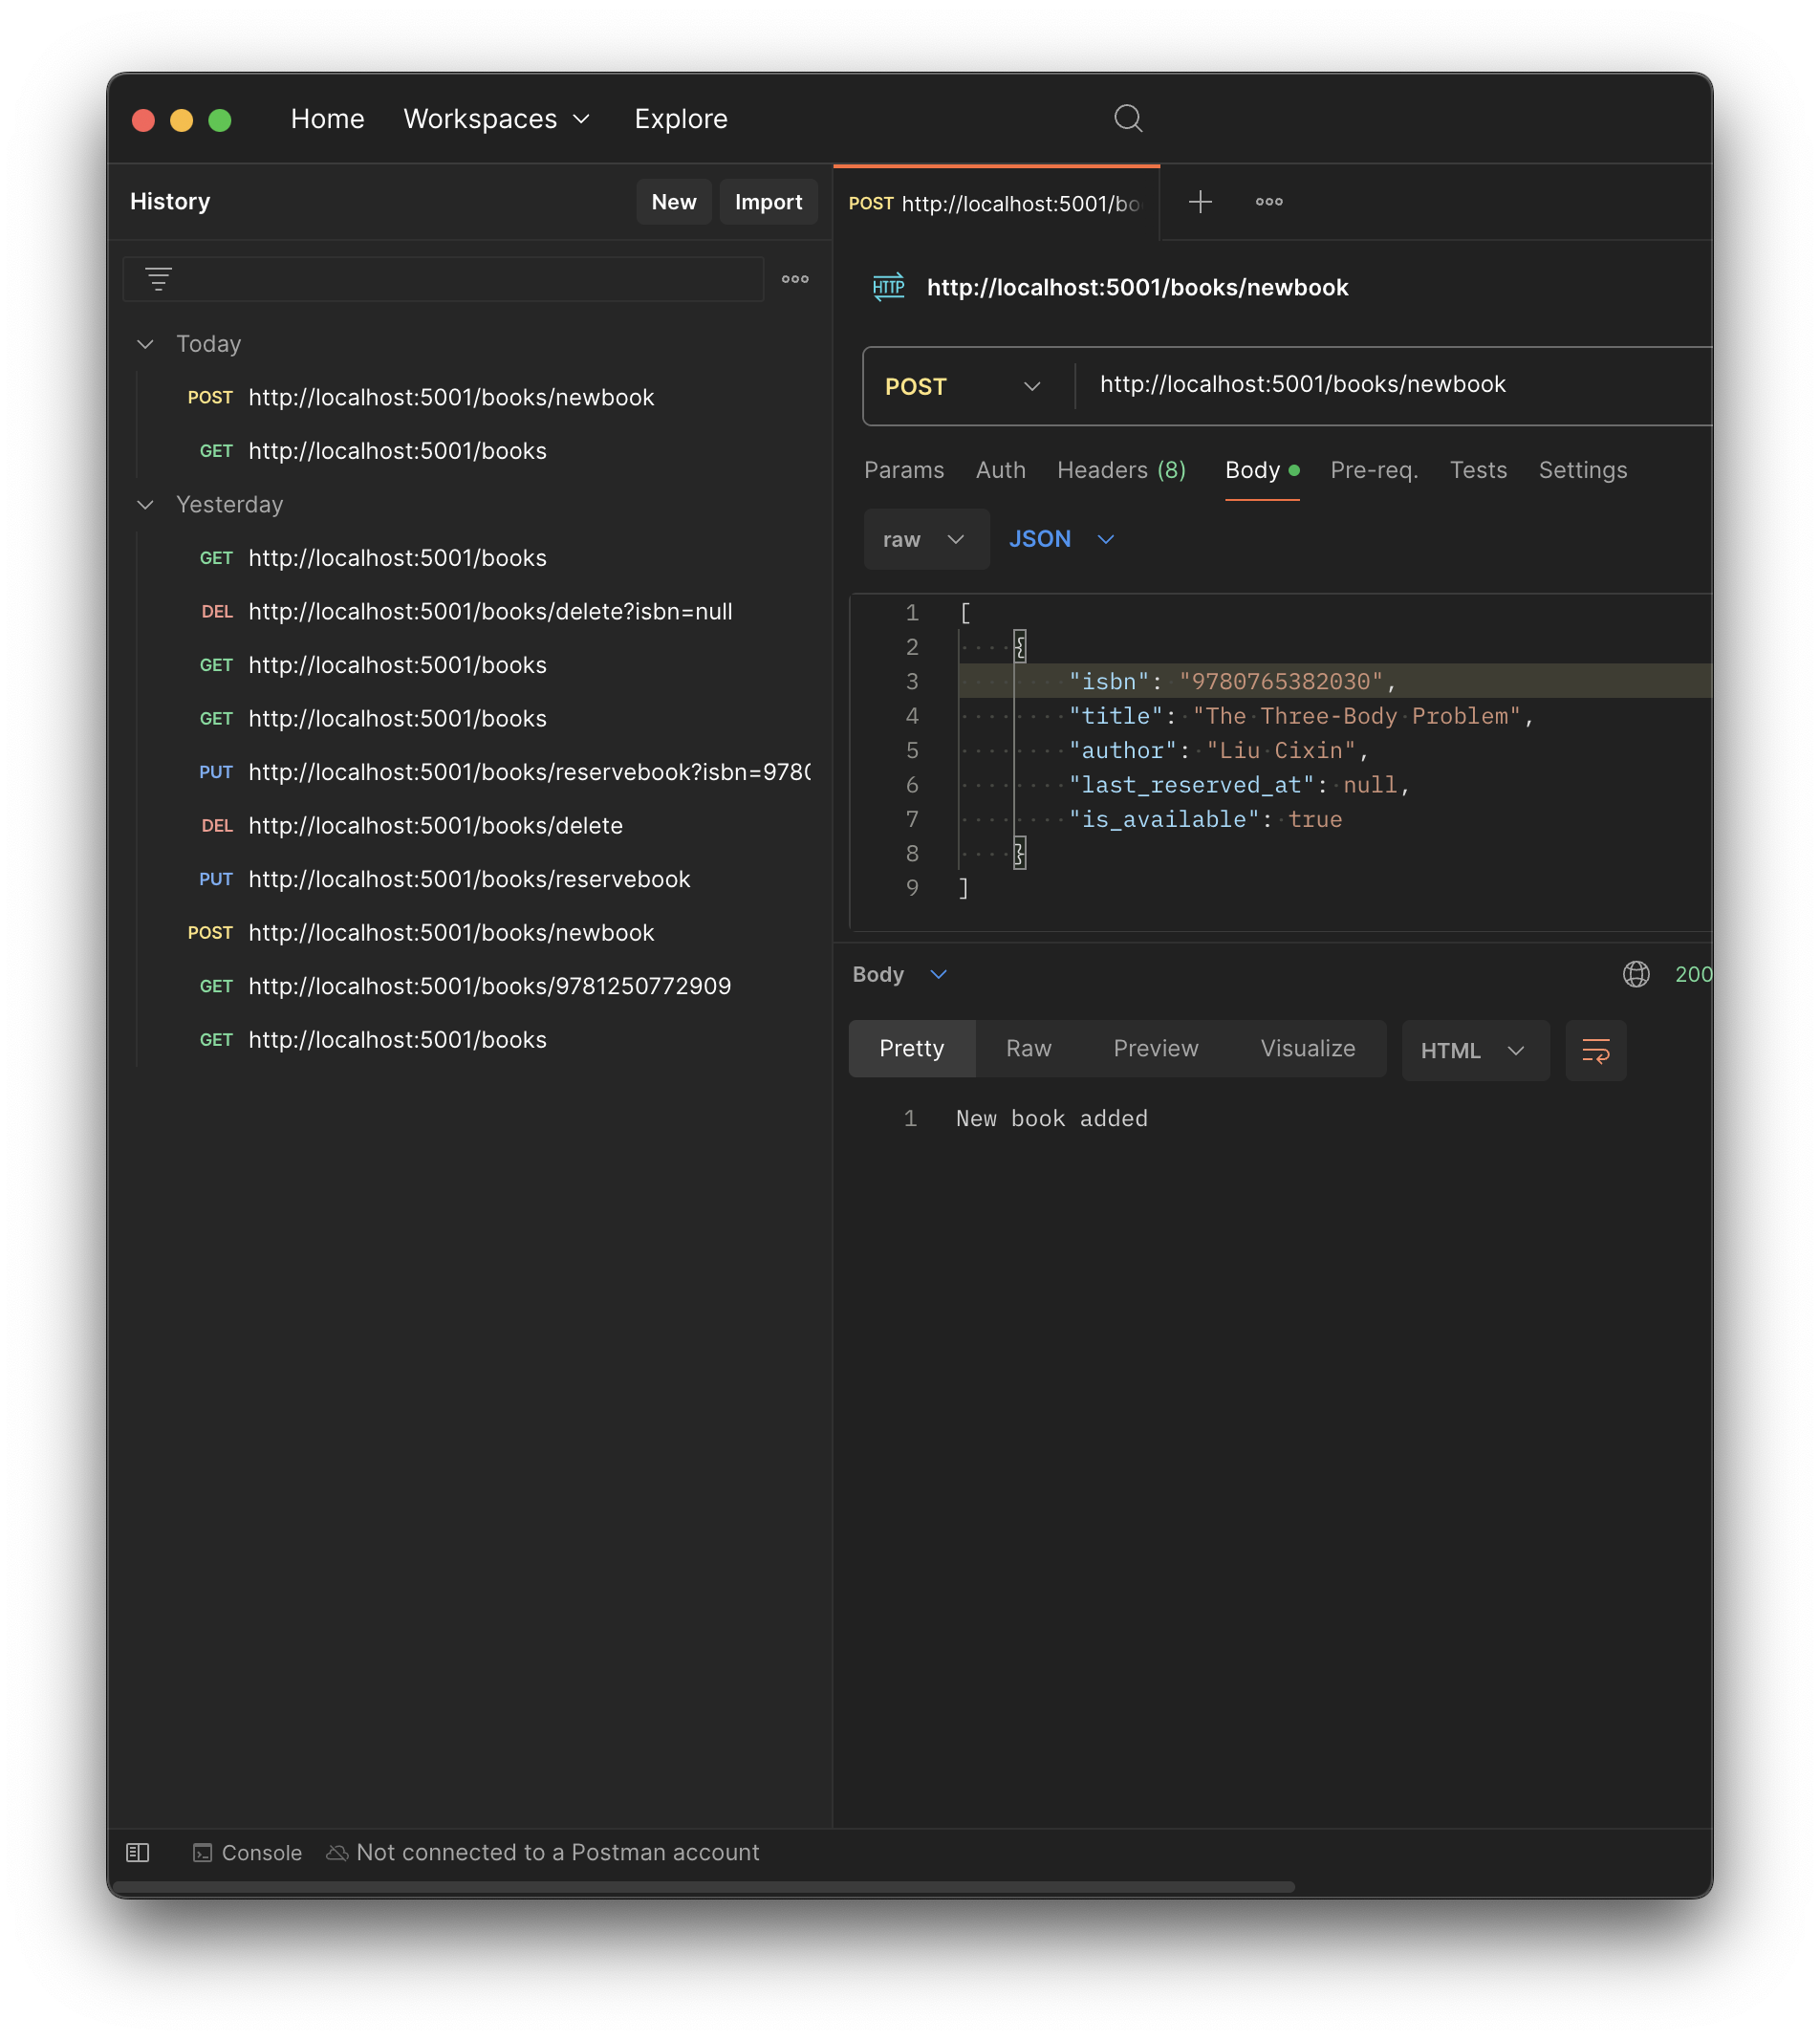 Home Workspaces Explore
History New Import
Today
POST http://localhost:5001/books/newbook
GET http://localhost:5001/books
Yesterday
GET http://localhost:5001/books
DEL http://localhost:5001/books/delete?isbn=null
GET http://localhost:5001/books
GET http://localhost:5001/books
PUT http://localhost:5001/books/reservebook?isbn=978
DEL http://localhost:5001/books/delete
PUT http://localhost:5001/books/reservebook
POST http://localhost:5001/books/newbook
GET http://localhost:5001/books/9781250772909
GET http://localhost:5001/books
POST http://localhost:5001/bo
HTTP http://localhost:5001/books/newbook
POST http://localhost:5001/books/newbook
Params Auth Headers (8) Body Pre-req. Tests Settings
raw JSON
1 [
2 {
3 "isbn": "9780765382030",
4 "title": "The Three-Body Problem",
5 "author": "Liu Cixin",
6 "last_reserved_at": null,
7 "is_available": true
8 }
9 ]
Body 200
Pretty Raw Preview Visualize HTML
1 New book added
Console Not connected to a Postman account